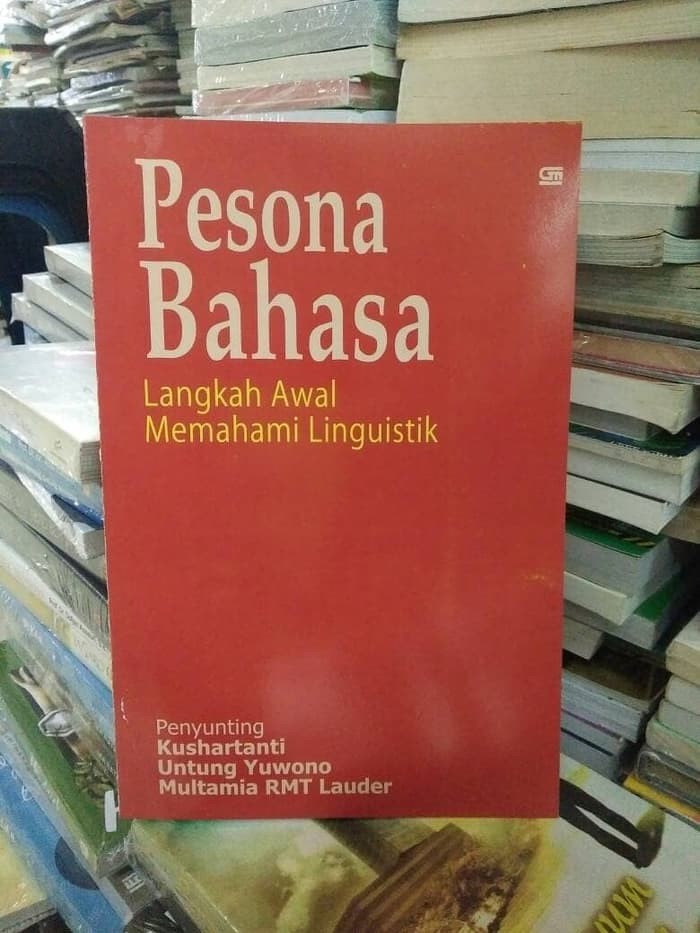 Pesona
Bahasa
Langkah Awal
Memahami Linguistik
Penyunting
Kushartanti
Untung Yuwono
Multamia RMT Lauder